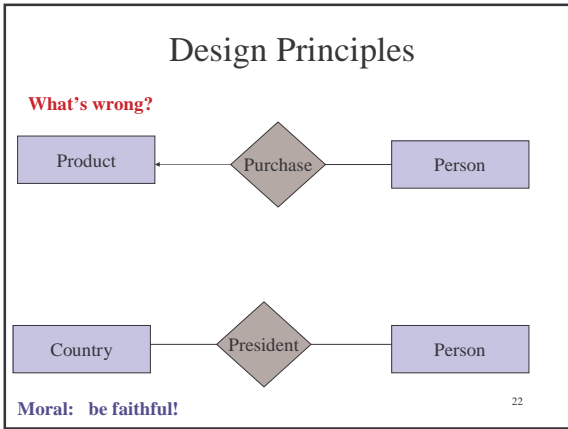 Design Principles
What's wrong?
Product
Purchase
Person
Country
President
Person
Moral: be faithful!
22